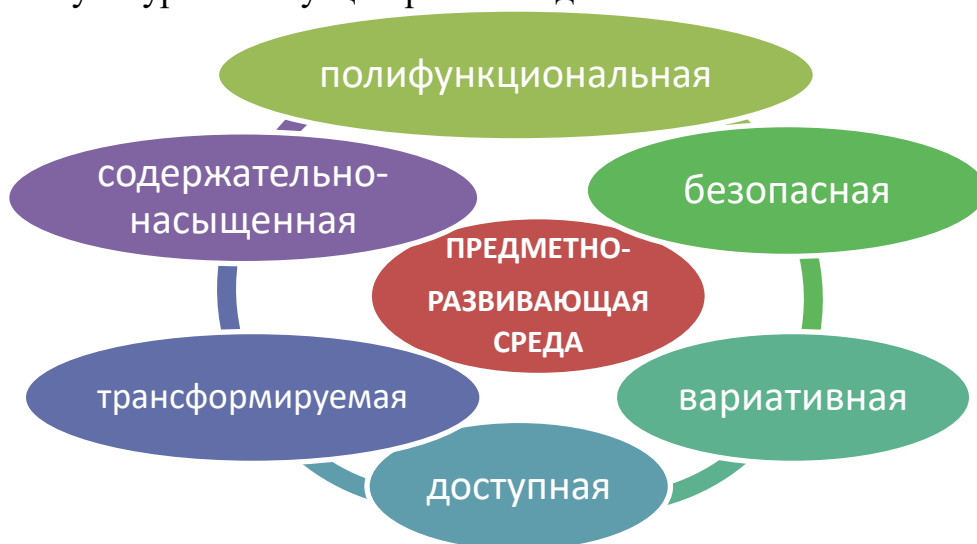 полифункциональная
содержательно-
насыщенная
безопасная
ПРЕДМЕТНО-
РАЗВИВАЮЩАЯ
СРЕДА
трансформируемая
вариативная
доступная